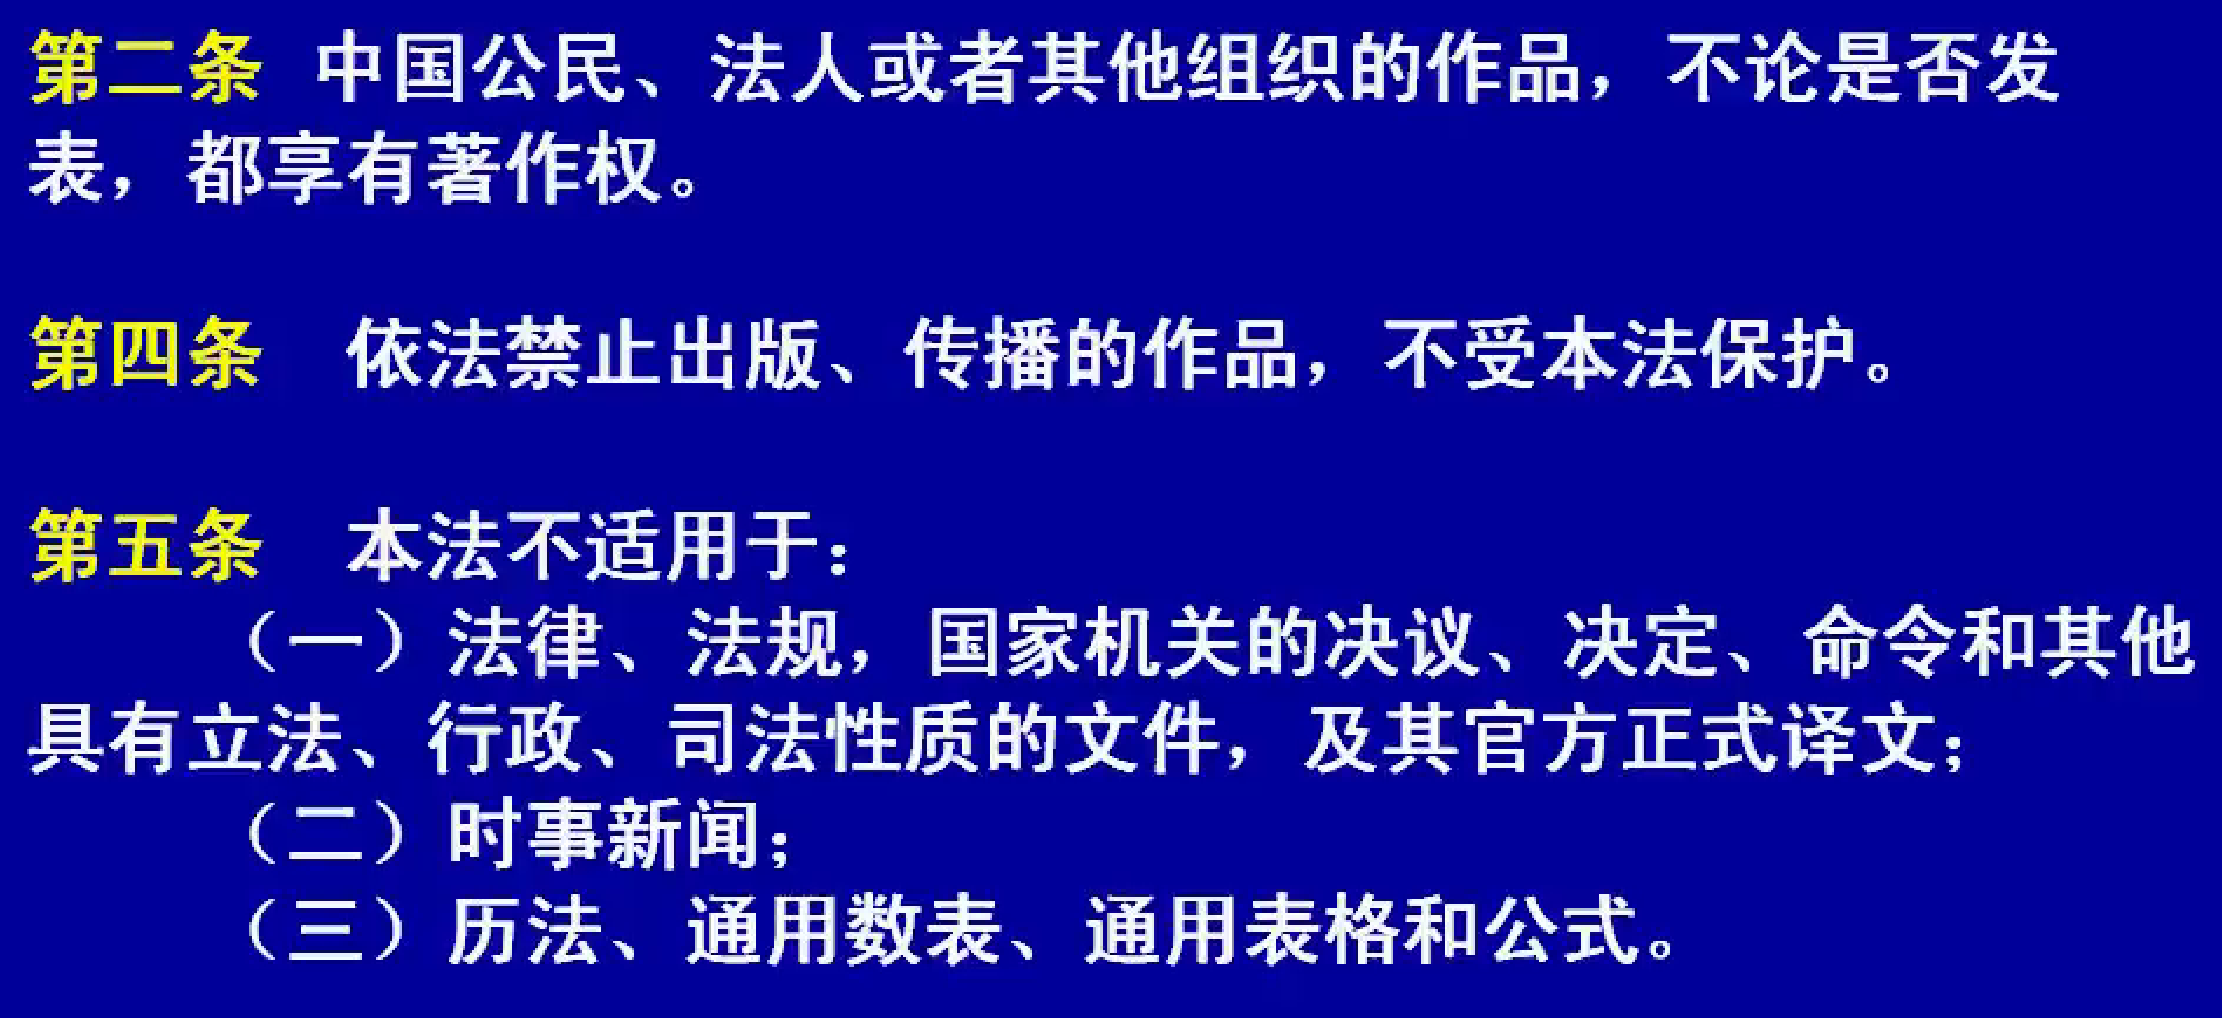 第二条 中国公民、法人或者其他组织的作品，不论是否发
表，都享有著作权。
第四条 依法禁止出版、传播的作品，不受本法保护。
第五条 本法不适用于：
（一）法律、法规，国家机关的决议、决定、命令和其他
具有立法、行政、司法性质的文件，及其官方正式译文；
（二）时事新闻；
（三）历法、通用数表、通用表格和公式。